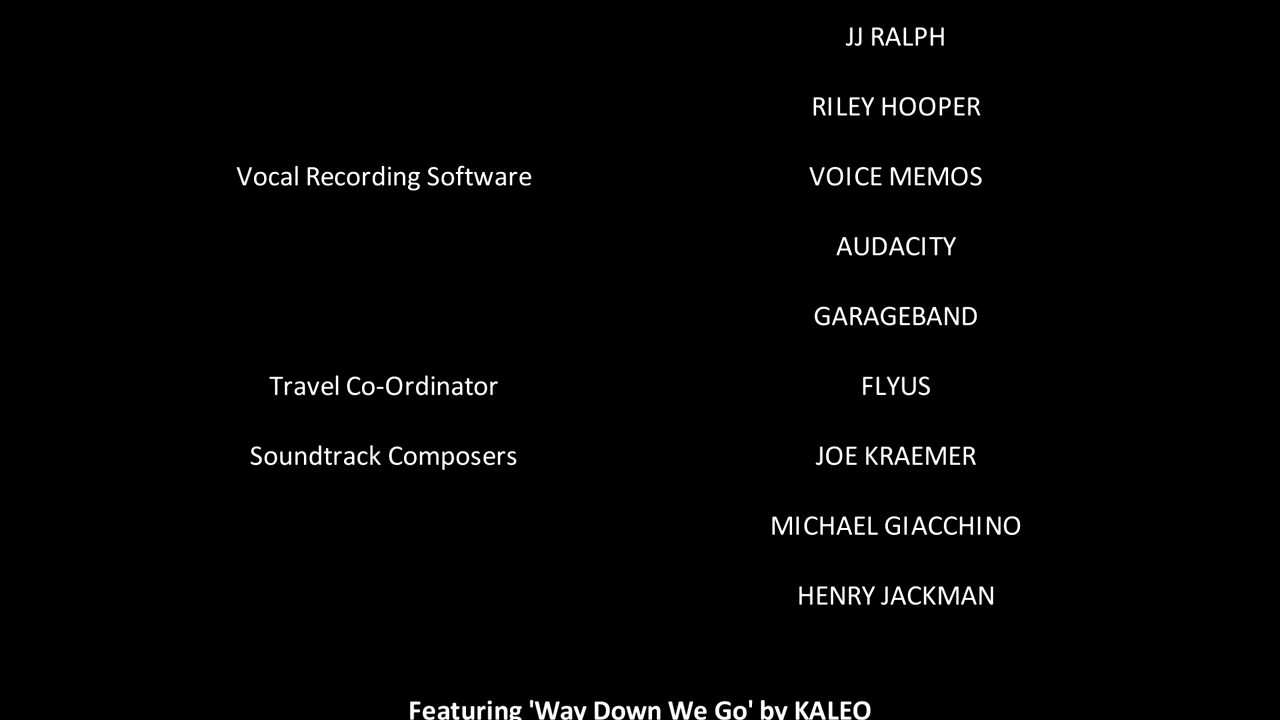 JJ RALPH
RILEY HOOPER
Vocal Recording Software VOICE MEMOS
AUDACITY
GARAGEBAND
Travel Co-Ordinator FLYUS
Soundtrack Composers JOE KRAEMER
MICHAEL GIACCHINO
HENRY JACKMAN
Featuring 'Way Down We Go' by KALEO